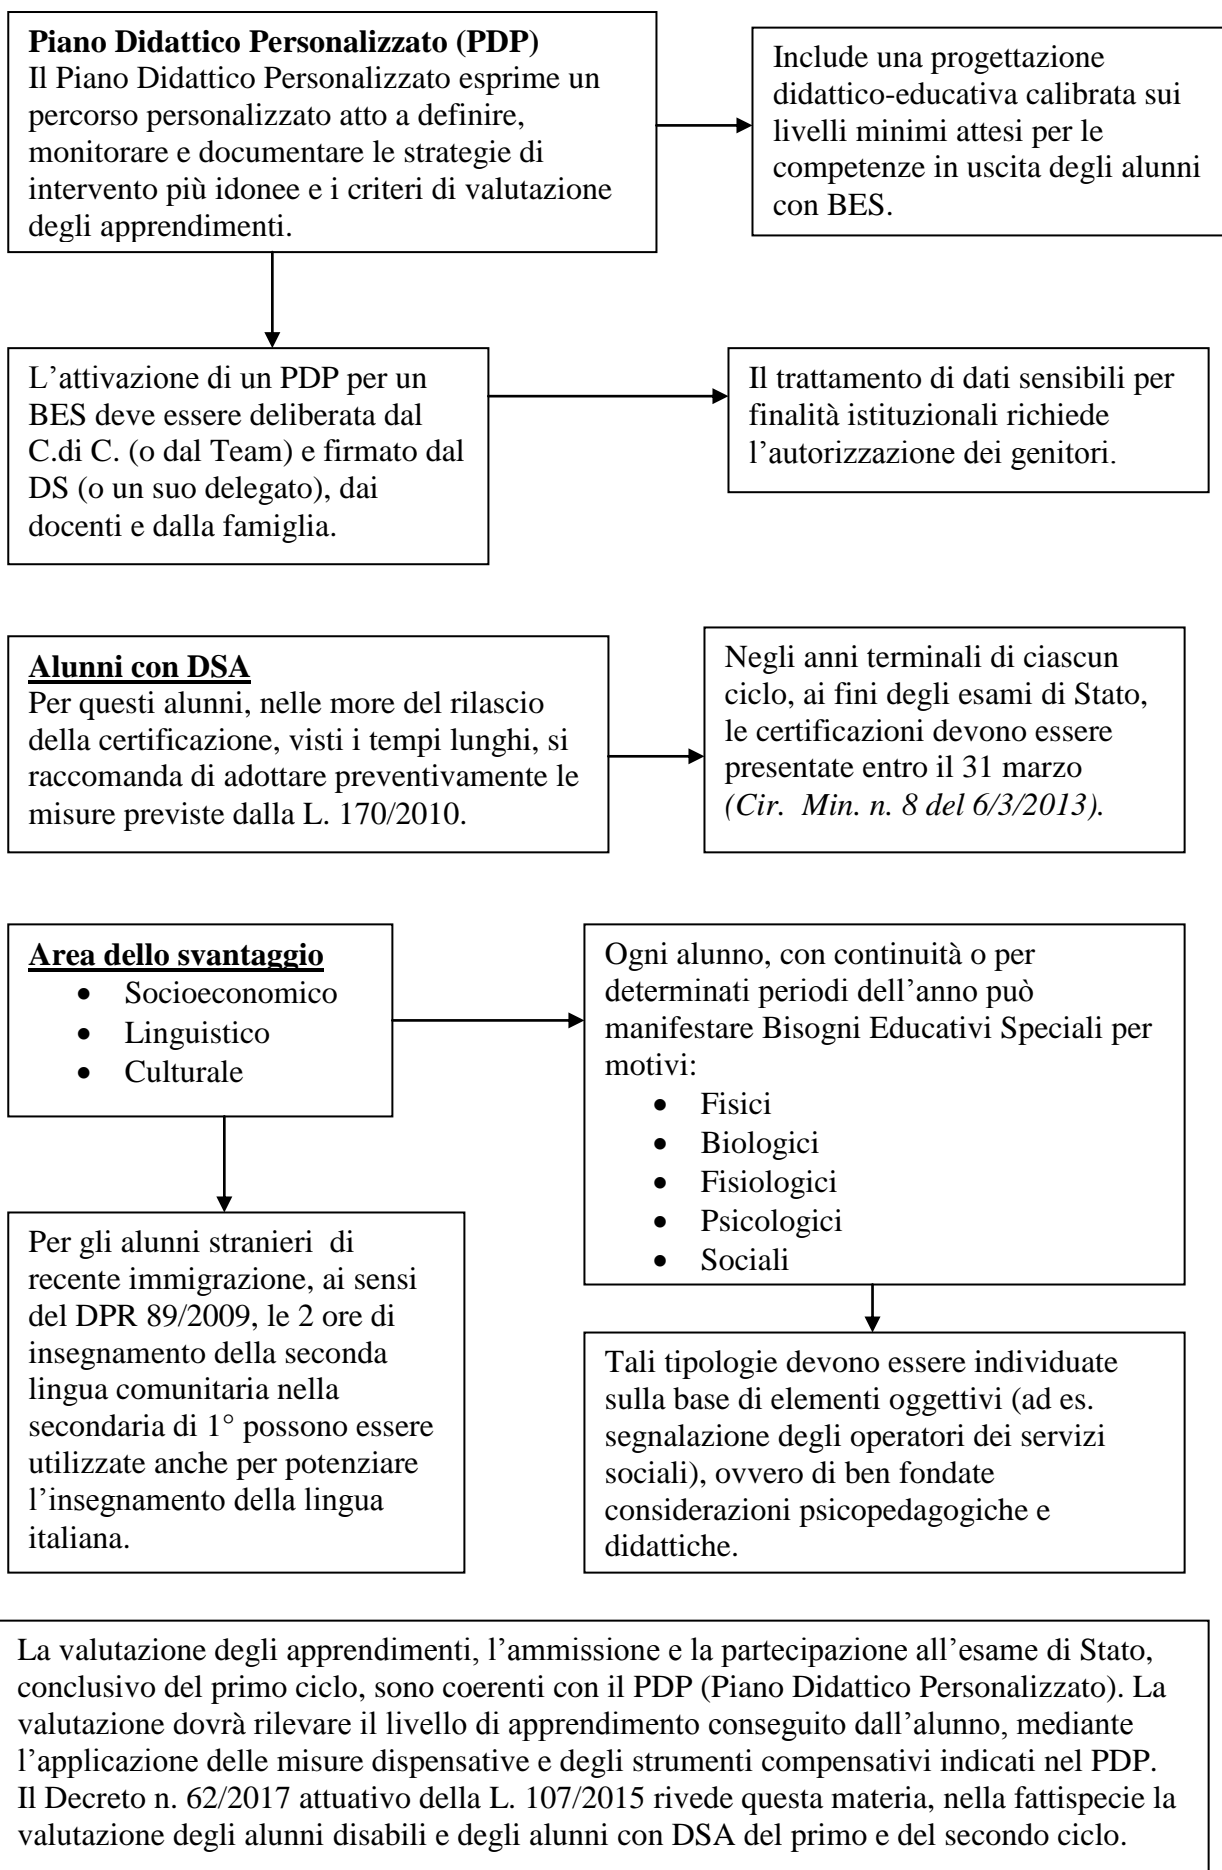 Piano Didattico Personalizzato (PDP)
Il Piano Didattico Personalizzato esprime un
percorso personalizzato atto a definire,
monitorare e documentare le strategie di
intervento più idonee e i criteri di valutazione
degli apprendimenti.
Include una progettazione
didattico-educativa calibrata sui
livelli minimi attesi per le
competenze in uscita degli alunni
con BES.
L’attivazione di un PDP per un
BES deve essere deliberata dal
C.di C. (o dal Team) e firmato dal
DS (o un suo delegato), dai
docenti e dalla famiglia.
Il trattamento di dati sensibili per
finalità istituzionali richiede
l’autorizzazione dei genitori.
Alunni con DSA
Per questi alunni, nelle more del rilascio
della certificazione, visti i tempi lunghi, si
raccomanda di adottare preventivamente le
misure previste dalla L. 170/2010.
Negli anni terminali di ciascun
ciclo, ai fini degli esami di Stato,
le certificazioni devono essere
presentate entro il 31 marzo
(Cir. Min. n. 8 del 6/3/2013).
Area dello svantaggio
• Socioeconomico
• Linguistico
• Culturale
Ogni alunno, con continuità o per
determinati periodi dell’anno può
manifestare Bisogni Educativi Speciali per
motivi:
• Fisici
• Biologici
• Fisiologici
• Psicologici
• Sociali
Per gli alunni stranieri di
recente immigrazione, ai sensi
del DPR 89/2009, le 2 ore di
insegnamento della seconda
lingua comunitaria nella
secondaria di 1° possono essere
utilizzate anche per potenziare
l’insegnamento della lingua
italiana.
Tali tipologie devono essere individuate
sulla base di elementi oggettivi (ad es.
segnalazione degli operatori dei servizi
sociali), ovvero di ben fondate
considerazioni psicopedagogiche e
didattiche.
La valutazione degli apprendimenti, l’ammissione e la partecipazione all’esame di Stato,
conclusivo del primo ciclo, sono coerenti con il PDP (Piano Didattico Personalizzato). La
valutazione dovrà rilevare il livello di apprendimento conseguito dall’alunno, mediante
l’applicazione delle misure dispensative e degli strumenti compensativi indicati nel PDP.
Il Decreto n. 62/2017 attuativo della L. 107/2015 rivede questa materia, nella fattispecie la
valutazione degli alunni disabili e degli alunni con DSA del primo e del secondo ciclo.